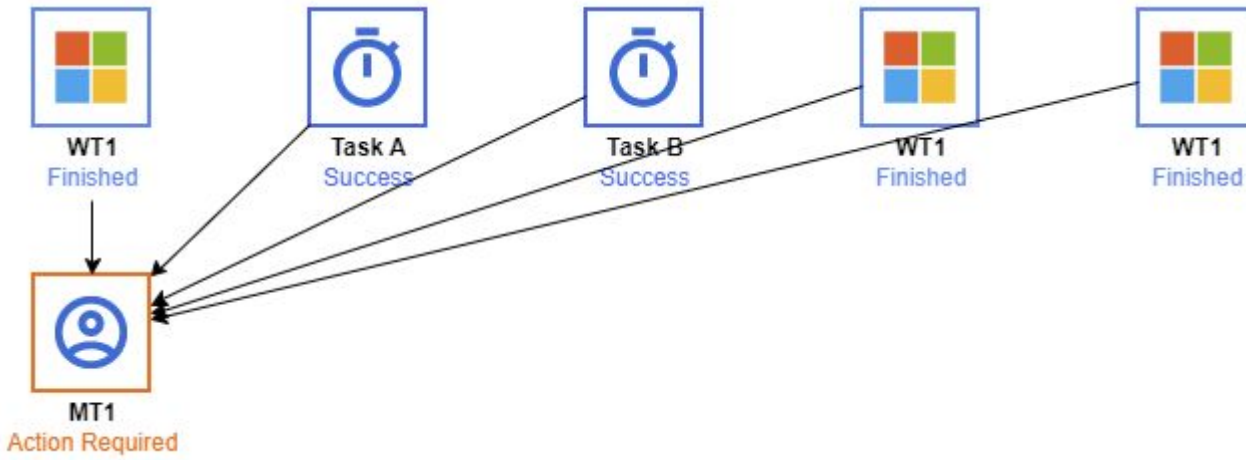 WT1
Finished
Task A
Success
Task B
Success
WT1
Finished
WT1
Finished
MT1
Action Required